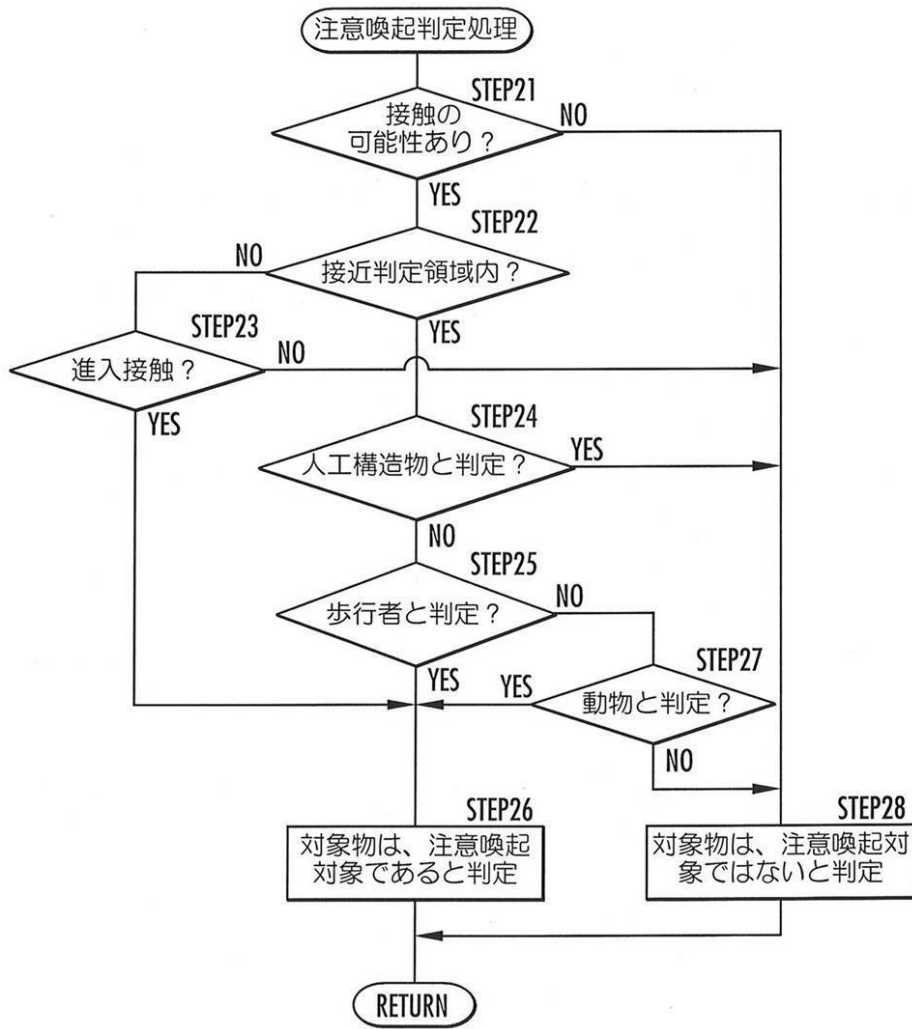 注意喚起判定処理
STEP21
接触の
可能性あり？
NO
YES
STEP22
NO
接近判定領域内？
YES
STEP23
進入接触？
NO
YES
STEP24
人工構造物と判定？
YES
NO
STEP25
歩行者と判定？
NO
YES
STEP27
YES
動物と判定？
NO
STEP26
対象物は、注意喚起
対象であると判定
STEP28
対象物は、注意喚起対
象ではないと判定
RETURN